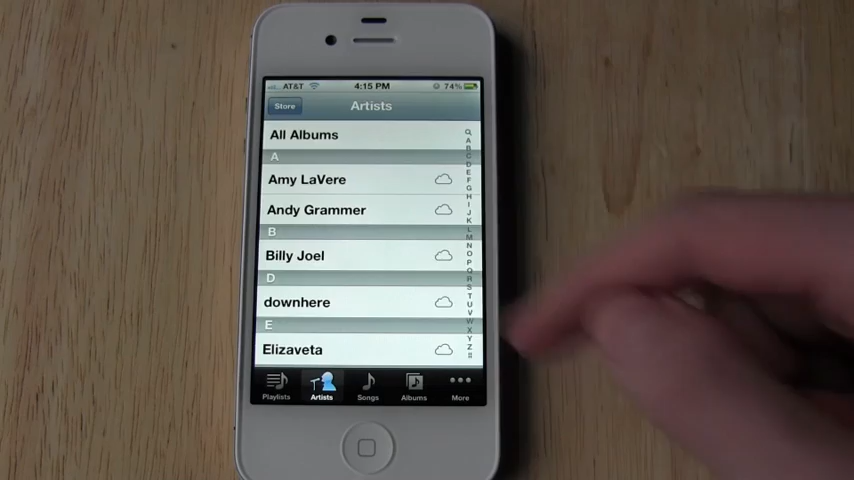 AT&T 4:15 PM 74%
Store Artists
All Albums
A
Amy LaVere
Andy Grammer
B
Billy Joel
D
downhere
E
Elizaveta
A
B
C
D
E
F
G
H
I
J
K
L
M
N
O
P
Q
R
S
T
U
V
W
X
Y
Z
Playlists Artists Songs Albums More